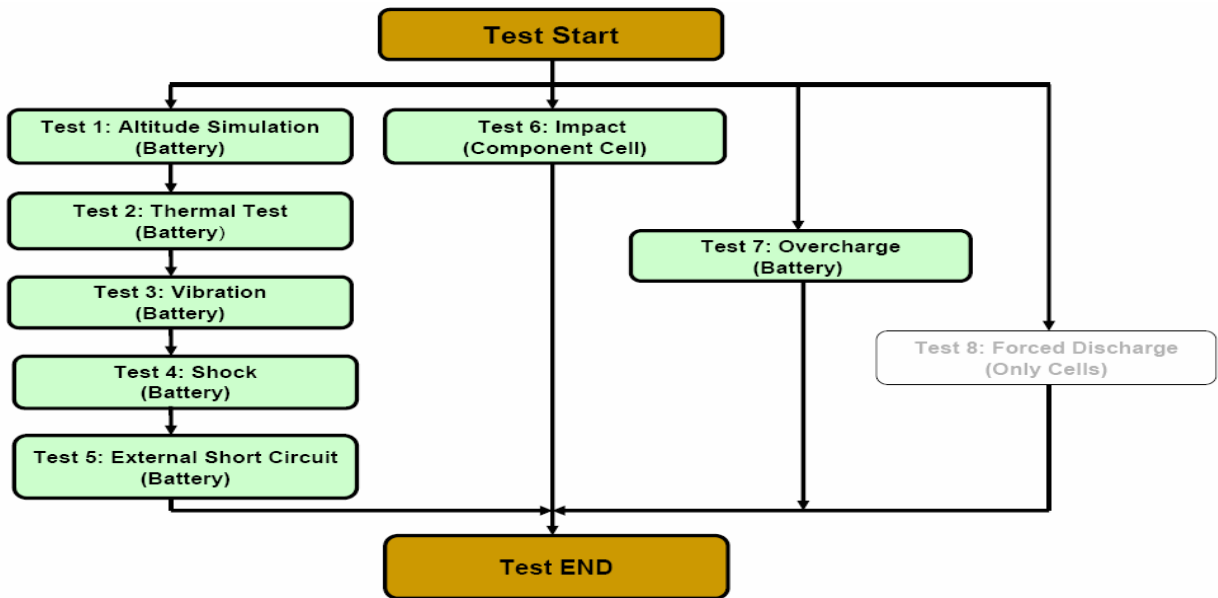 Test Start
Test 1: Altitude Simulation
(Battery)
Test 2: Thermal Test
(Battery)
Test 3: Vibration
(Battery)
Test 4: Shock
(Battery)
Test 5: External Short Circuit
(Battery)
Test 6: Impact
(Component Cell)
Test 7: Overcharge
(Battery)
Test 8: Forced Discharge
(Only Cells)
Test END